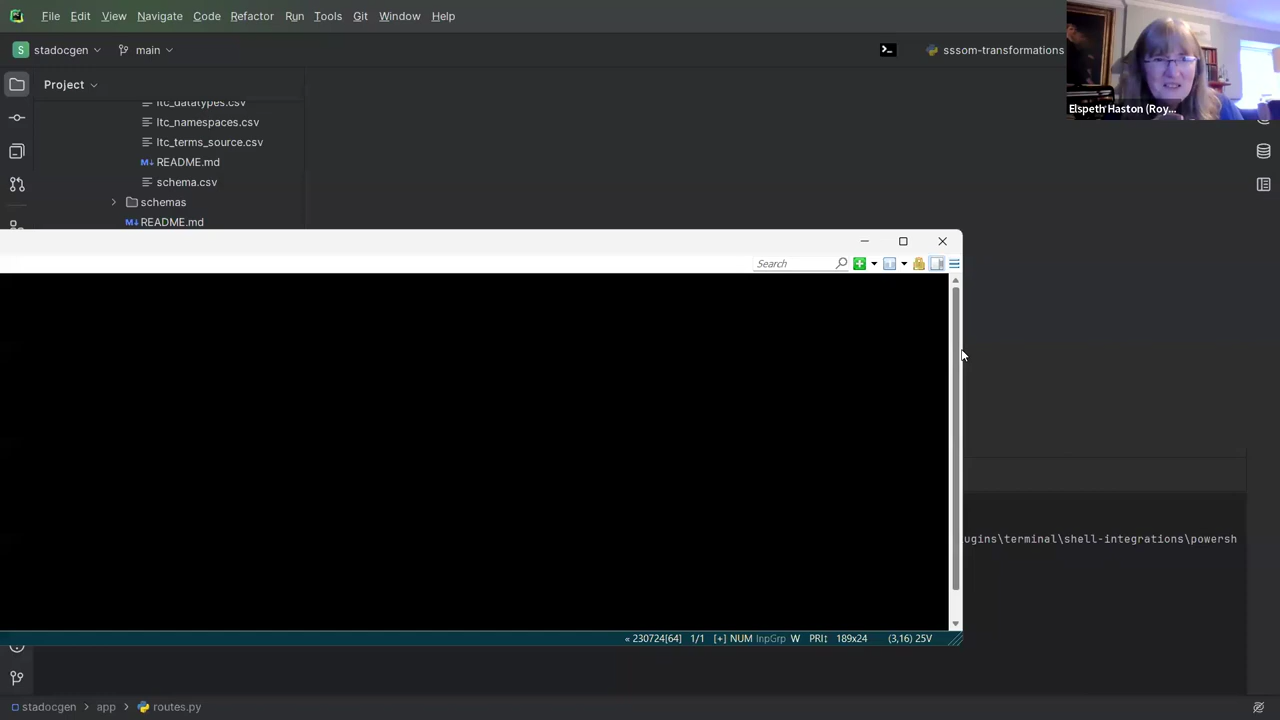 File Edit View Navigate Code Refactor Run Tools Git Window Help
S stadocgen main sssom-transformations
Elspeth Haston (Roy...
Project
ltc_datatypes.csv
ltc_namespaces.csv
ltc_terms_source.csv
README.md
schema.csv
schemas
README.md
Search
ugins\terminal\shell-integrations\powersh
« 230724[64] 1/1 [+] NUM InpGrp W PRI↕ 189x24 (3,16) 25V
stadocgen > app > routes.py